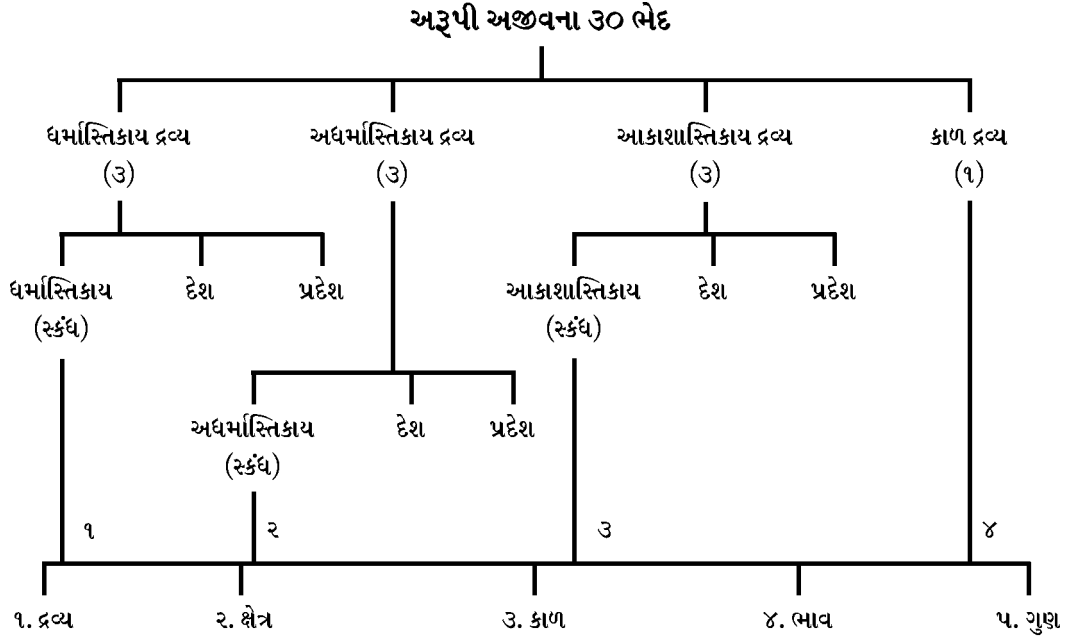 અરૂપી અજીવના ૩૦ ભેદ
ધર્માસ્તિકાય દ્રવ્ય
(૩)
અધર્માસ્તિકાય દ્રવ્ય
(૩)
આકાશાસ્તિકાય દ્રવ્ય
(૩)
કાળ દ્રવ્ય
(૧)
ધર્માસ્તિકાય
(સ્કંધ)
દેશ
પ્રદેશ
આકાશાસ્તિકાય
(સ્કંધ)
દેશ
પ્રદેશ
અધર્માસ્તિકાય
(સ્કંધ)
દેશ
પ્રદેશ
૧
૨
૩
૪
૧. દ્રવ્ય
૨. ક્ષેત્ર
૩. કાળ
૪. ભાવ
૫. ગુણ